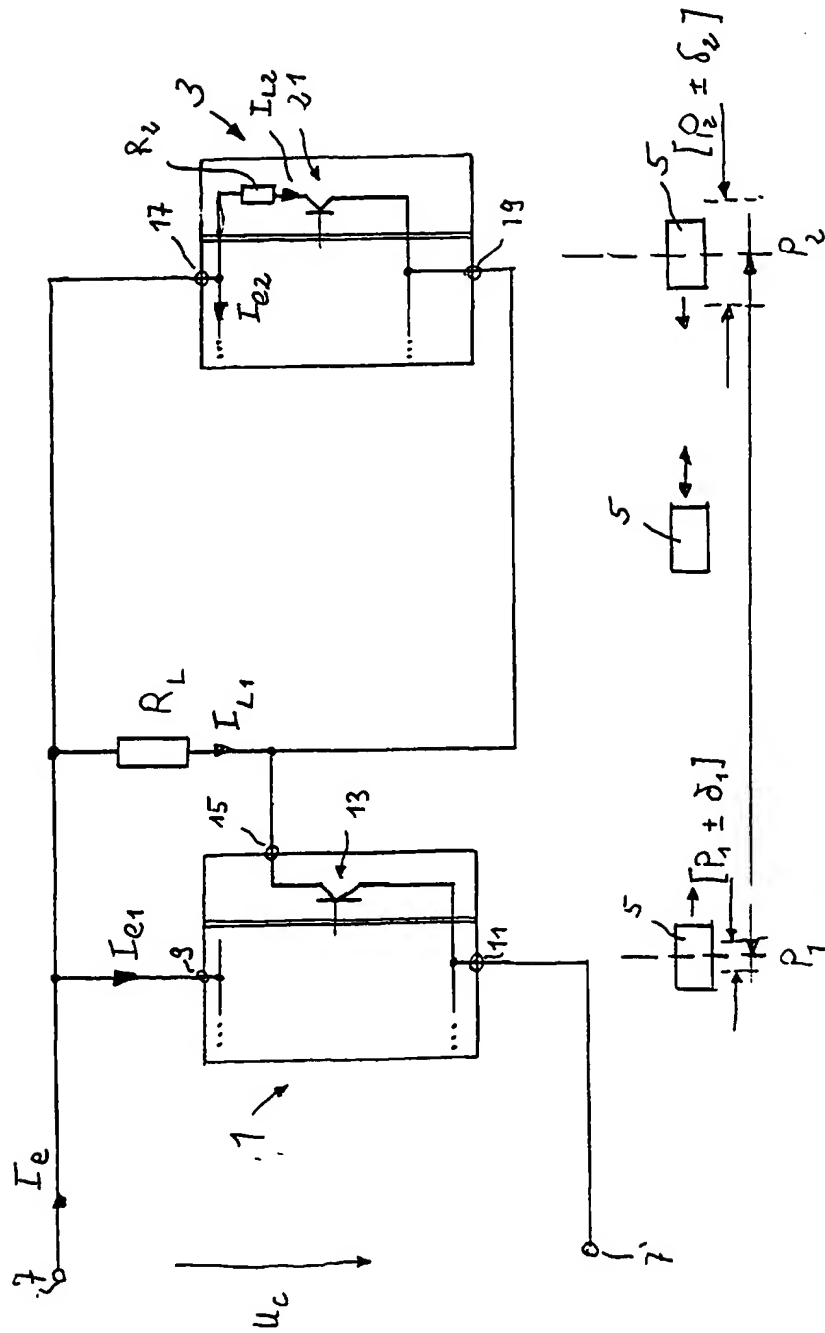 7
I_e
U_c
7'
1
I_e1
9
11
13
15
R_L
I_L1
17
I_e2
R_2
3
I_L2
21
19
5
[P_1 ± δ_1]
P_1
5
5
[P_2 ± δ_2]
P_2